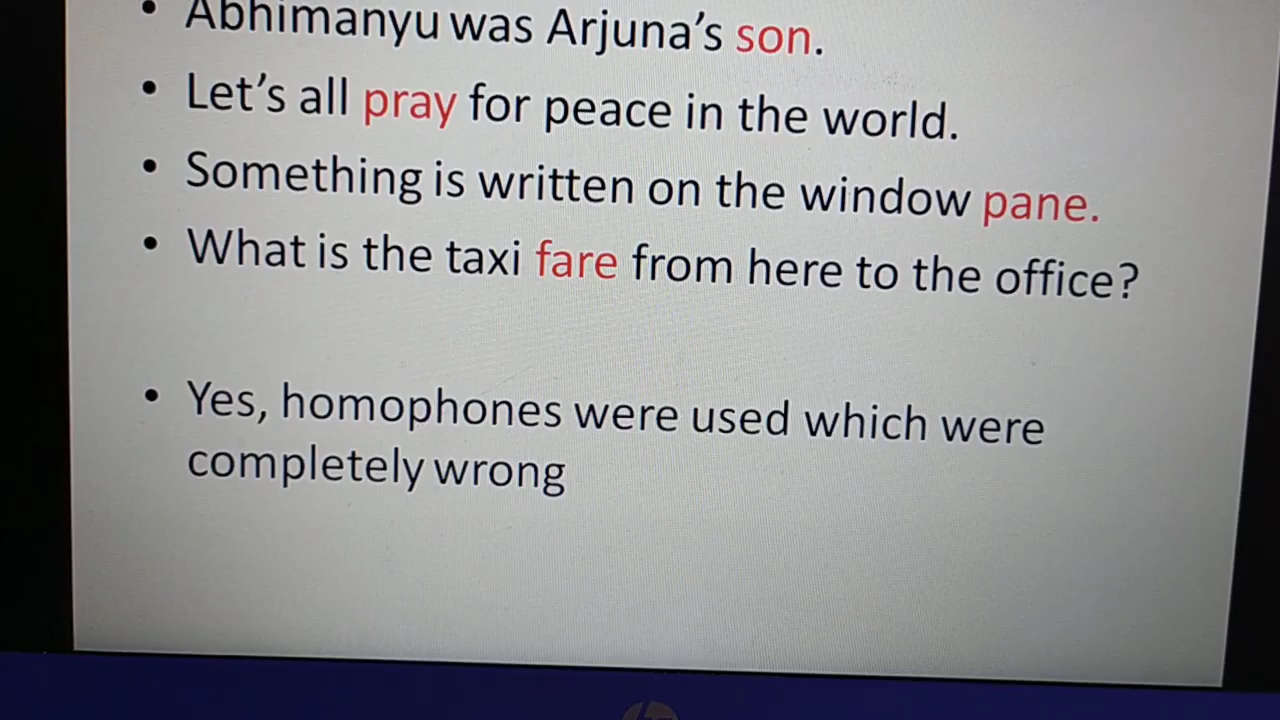 • Abhimanyu was Arjuna's son.
• Let's all pray for peace in the world.
• Something is written on the window pane.
• What is the taxi fare from here to the office?
• Yes, homophones were used which were
completely wrong